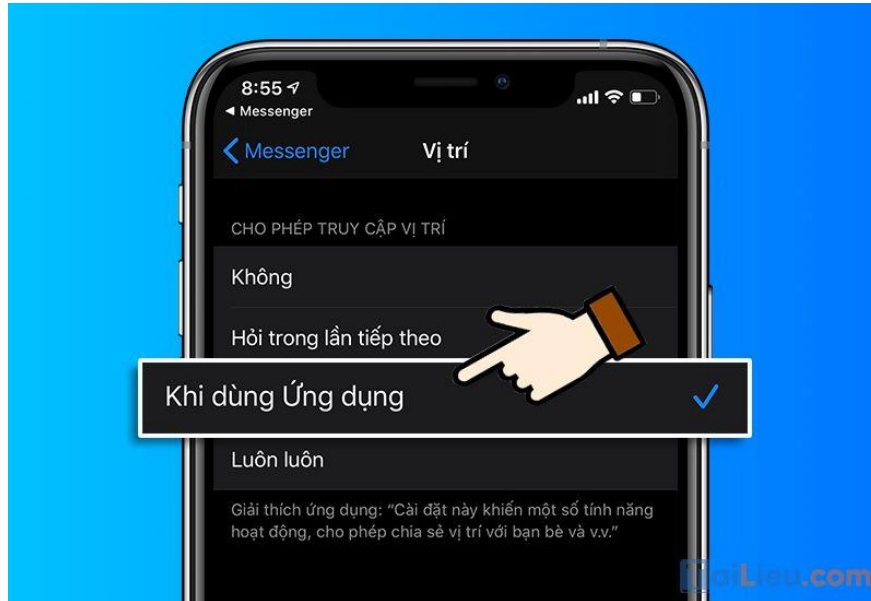 8:55
◀ Messenger
Messenger
Vị trí
CHO PHÉP TRUY CẬP VỊ TRÍ
Không
Hỏi trong lần tiếp theo
Khi dùng Ứng dụng
Luôn luôn
Giải thích ứng dụng: “Cài đặt này khiến một số tính năng
hoạt động, cho phép chia sẻ vị trí với bạn bè và v.v.”
TaiLieu.com